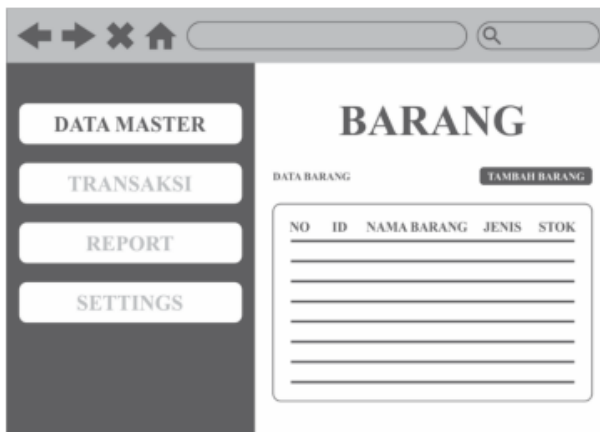 DATA MASTER
TRANSAKSI
REPORT
SETTINGS
BARANG
DATA BARANG
TAMBAH BARANG
NO ID NAMA BARANG JENIS STOK